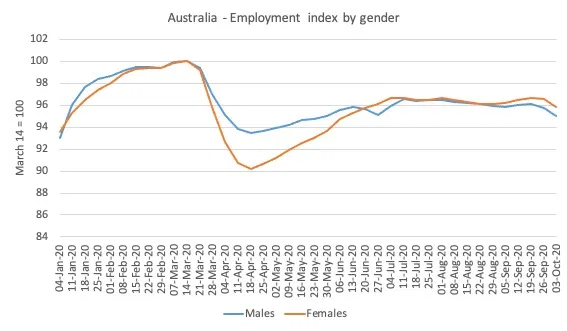 Australia - Employment index by gender
102
100
98
96
94
92
90
88
86
84
March 14 = 100
04-Jan-20
11-Jan-20
18-Jan-20
25-Jan-20
01-Feb-20
08-Feb-20
15-Feb-20
22-Feb-20
29-Feb-20
07-Mar-20
14-Mar-20
21-Mar-20
28-Mar-20
04-Apr-20
11-Apr-20
18-Apr-20
25-Apr-20
02-May-20
09-May-20
16-May-20
23-May-20
30-May-20
06-Jun-20
13-Jun-20
20-Jun-20
27-Jun-20
04-Jul-20
11-Jul-20
18-Jul-20
25-Jul-20
01-Aug-20
08-Aug-20
15-Aug-20
22-Aug-20
29-Aug-20
05-Sep-20
12-Sep-20
19-Sep-20
26-Sep-20
03-Oct-20
Males
Females